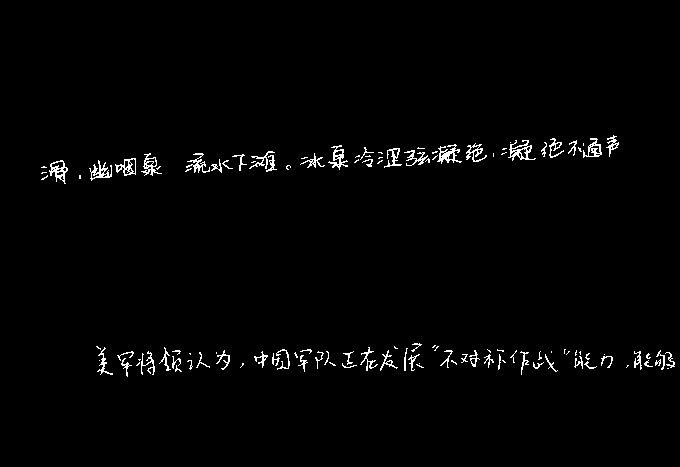 滑，幽咽泉 流水下滩。冰泉冷涩弦凝绝，凝绝不通声
美军将领认为，中国军队正在发展“不对称作战”能力，能够